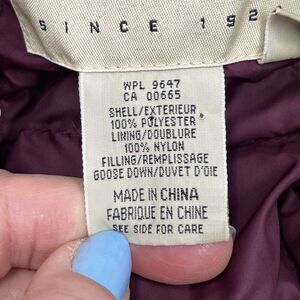 SINCE 192
WPL 9647
CA 00665
SHELL/EXTERIEUR
100% POLYESTER
LINING/DOUBLURE
100% NYLON
FILLING/REMPLISSAGE
GOOSE DOWN/DUVET D'OIE
MADE IN CHINA
FABRIQUE EN CHINE
SEE SIDE FOR CARE